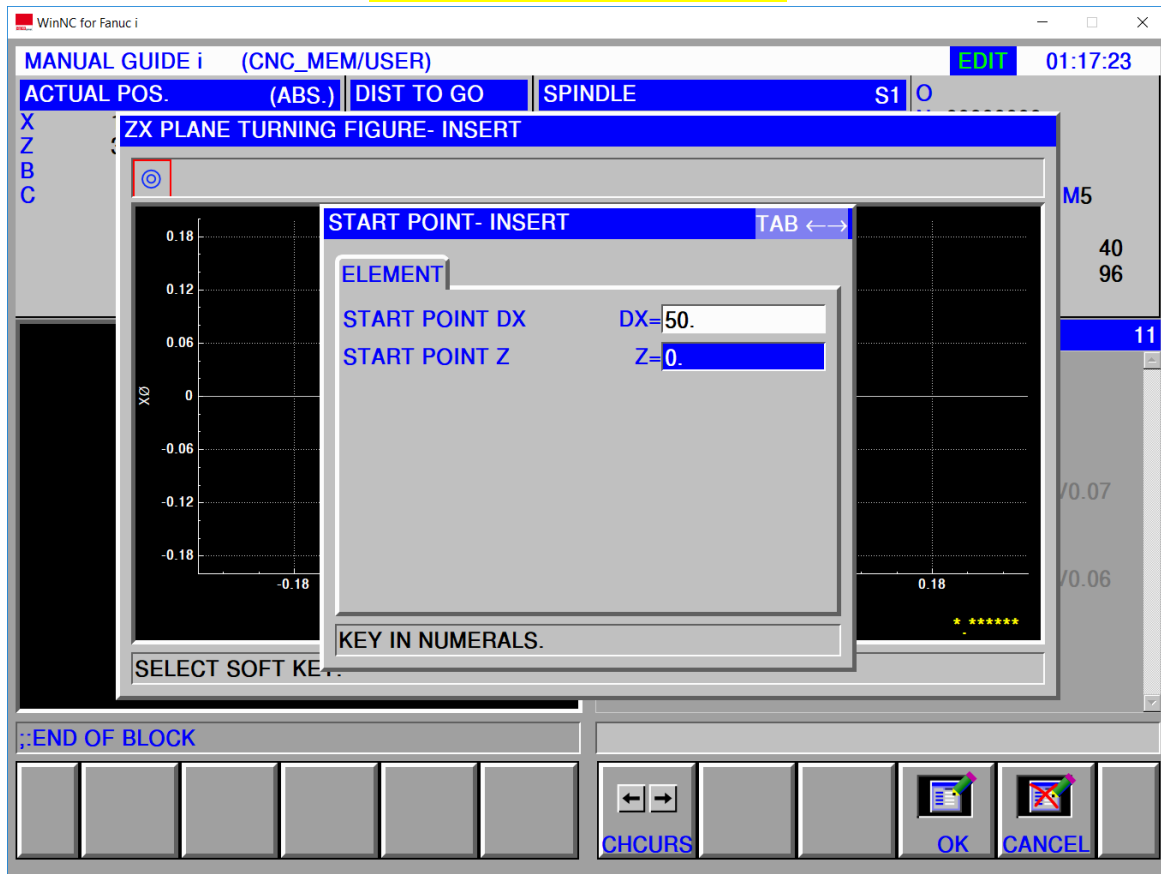 WinNC for Fanuc i
MANUAL GUIDE i (CNC_MEM/USER) EDIT 01:17:23
ACTUAL POS. (ABS.) DIST TO GO SPINDLE S1 O
X
Z
B
C
M5
40
96
ZX PLANE TURNING FIGURE- INSERT
START POINT- INSERT TAB ←→
ELEMENT
START POINT DX DX= 50.
START POINT Z Z= 0.
KEY IN NUMERALS.
0.18
0.12
0.06
XØ 0
-0.06
-0.12
-0.18
-0.18 0.18
* ******
11
/0.07
/0.06
SELECT SOFT KEY.
;:END OF BLOCK
CHCURS OK CANCEL